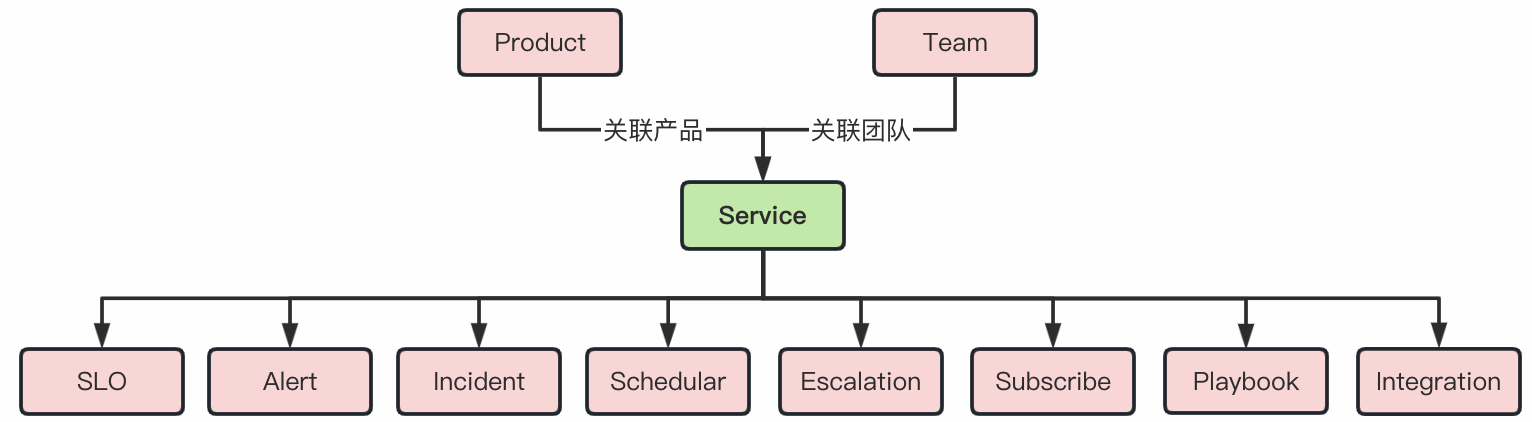 Product
Team
关联产品
关联团队
Service
SLO
Alert
Incident
Schedular
Escalation
Subscribe
Playbook
Integration